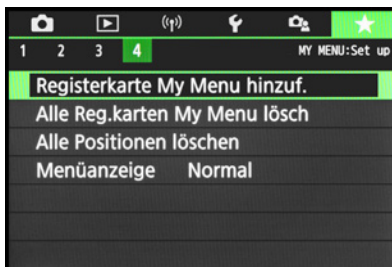 1 2 3 4 MY MENU:Set up
Registerkarte My Menu hinzuf.
Alle Reg.karten My Menu lösch
Alle Positionen löschen
Menüanzeige Normal